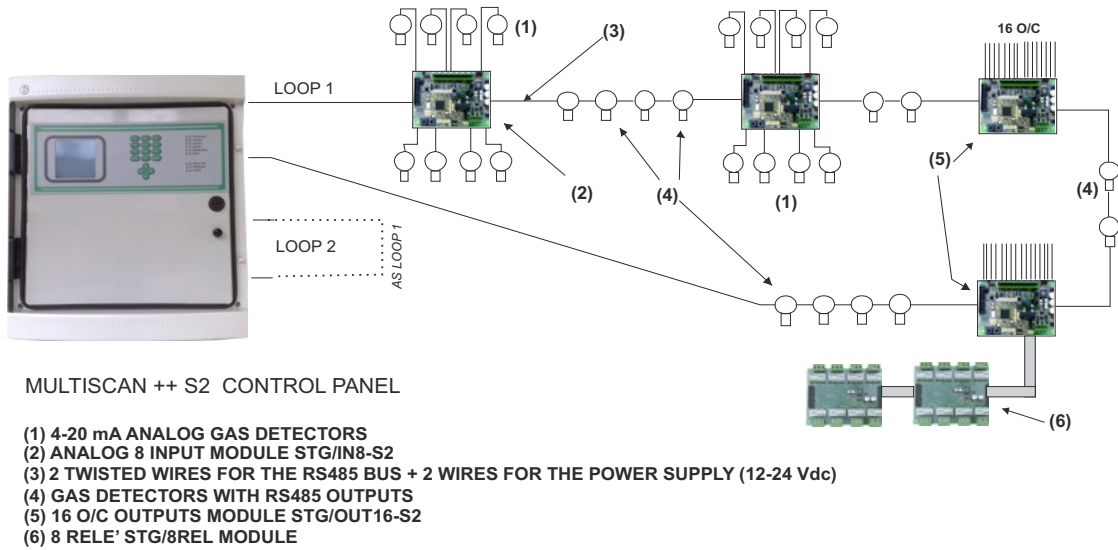 16 O/C
(1)
(3)
LOOP 1
(5)
(4)
(4)
(2)
(1)
LOOP 2
AS LOOP1
MULTISCAN ++ S2 CONTROL PANEL
(6)
(1) 4-20 mA ANALOG GAS DETECTORS
(2) ANALOG 8 INPUT MODULE STG/IN8-S2
(3) 2 TWISTED WIRES FOR THE RS485 BUS + 2 WIRES FOR THE POWER SUPPLY (12-24 Vdc)
(4) GAS DETECTORS WITH RS485 OUTPUTS
(5) 16 O/C OUTPUTS MODULE STG/OUT16-S2
(6) 8 RELE' STG/8REL MODULE